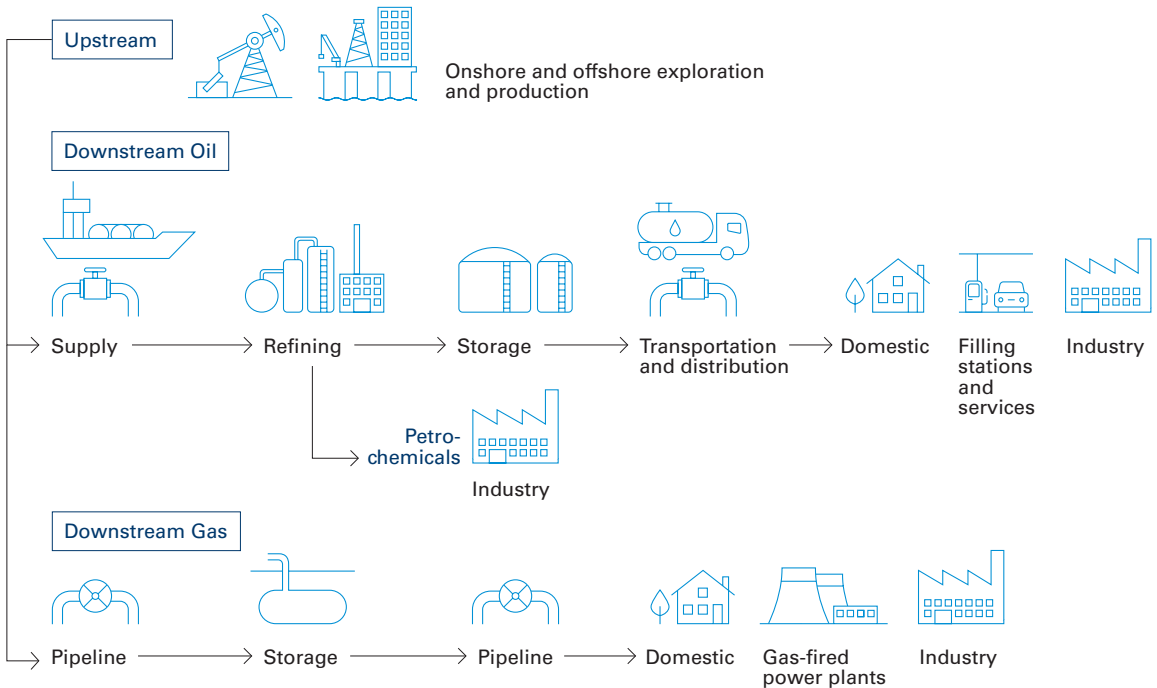 Upstream
Onshore and offshore exploration
and production
Downstream Oil
Supply
Refining
Storage
Transportation
and distribution
Domestic
Filling
stations
and
services
Industry
Petro-
chemicals
Industry
Downstream Gas
Pipeline
Storage
Pipeline
Domestic
Gas-fired
power plants
Industry